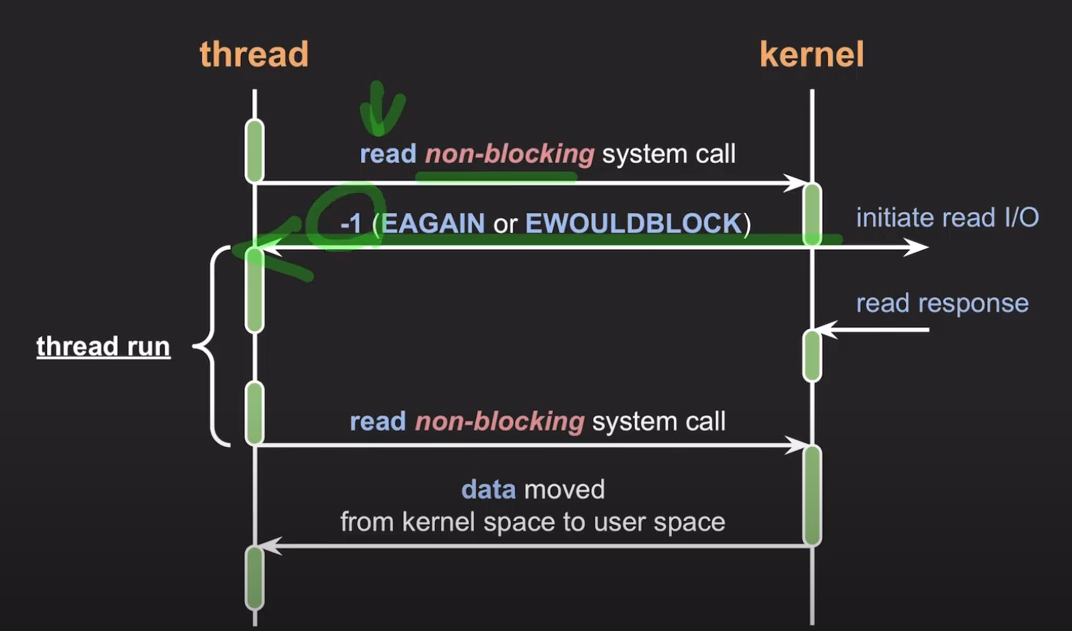 thread
kernel
read non-blocking system call
-1 (EAGAIN or EWOULDBLOCK)
initiate read I/O
read response
thread run
read non-blocking system call
data moved
from kernel space to user space